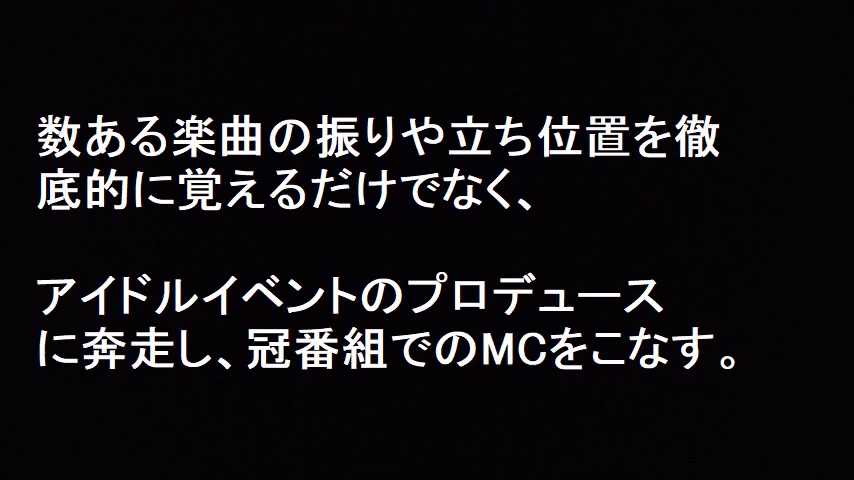 数ある楽曲の振りや立ち位置を徹
底的に覚えるだけでなく、
アイドルイベントのプロデュース
に奔走し、冠番組でのMCをこなす。